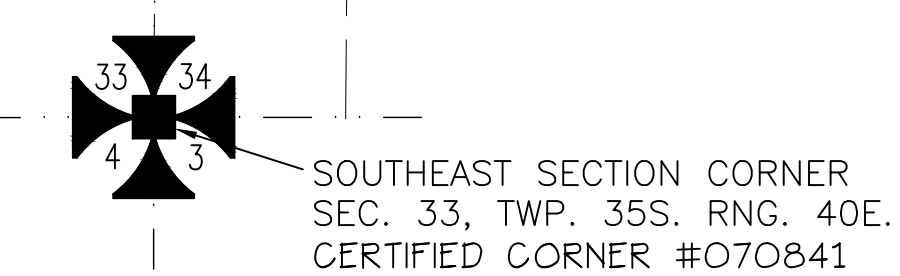 33 34
4 3
SOUTHEAST SECTION CORNER
SEC. 33, TWP. 35S. RNG. 40E.
CERTIFIED CORNER #070841